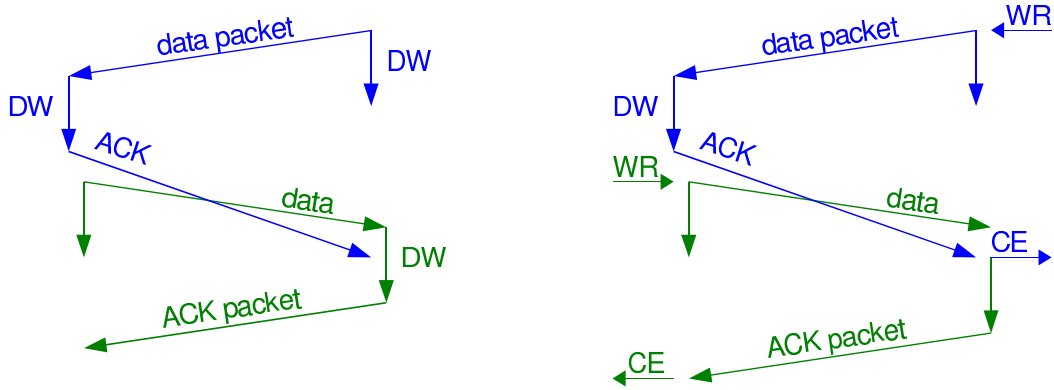 data packet
DW
DW
ACK
data
DW
ACK packet
WR
data packet
DW
ACK
WR
data
CE
ACK packet
CE